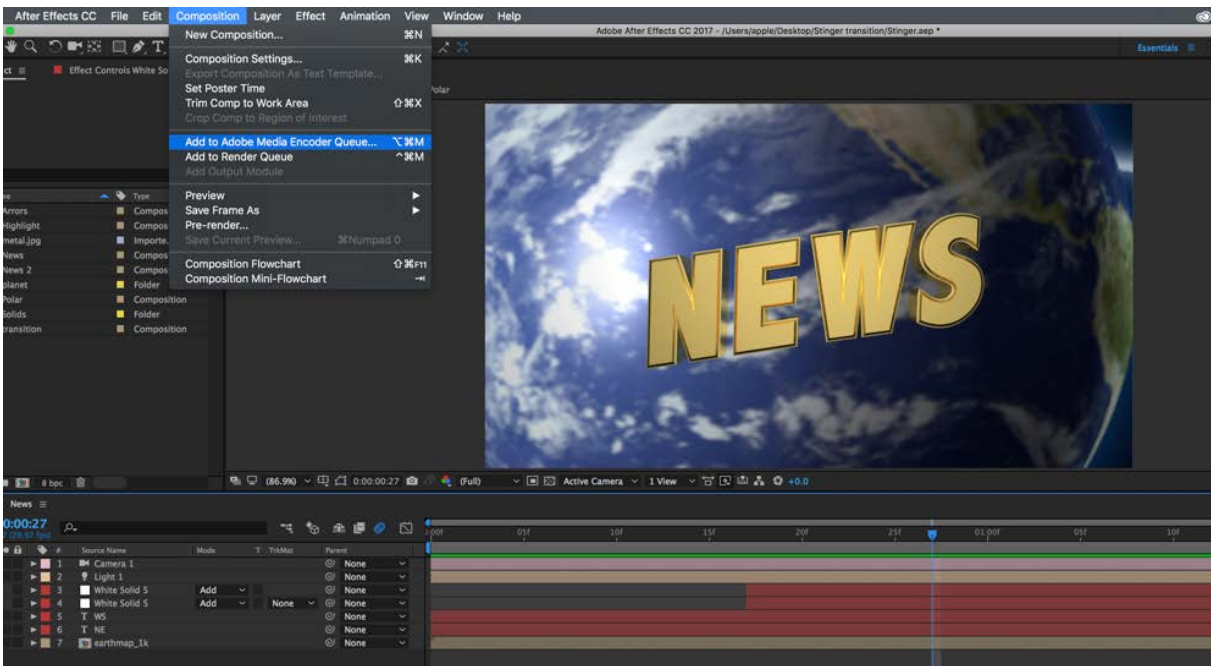 After Effects CC File Edit Composition Layer Effect Animation View Window Help
Adobe After Effects CC 2017 - /Users/apple/Desktop/Stinger transition/Stinger.aep *
Essentials
Effect Controls White So
New Composition... ⌘N
Composition Settings... ⌘K
Export Composition As Text Template...
Set Poster Time
Trim Comp to Work Area ⇧⌘X
Crop Comp to Region of Interest
Add to Adobe Media Encoder Queue... ⌥⌘M
Add to Render Queue ^⌘M
Add Output Module
Preview
Save Frame As
Pre-render...
Save Current Preview... ⌘Numpad 0
Composition Flowchart ⇧⌘F11
Composition Mini-Flowchart
Polar
NEWS
Type
Arrors Compos
Highlight Compos
metal.jpg Importe..
News Compos
News 2 Compos
planet Folder
Polar Composition
Solids Folder
transition Composition
8 bpc
(86.9%) 0:00:00:27 (Full) Active Camera 1 View +0.0
News
0:00:27
(29.97 fps)
05f 10f 15f 20f 25f 01:00f 05f 10f
# Source Name Mode T TrkMat Parent
1 Camera 1 None
2 Light 1 None
3 White Solid 5 Add None
4 White Solid 5 Add None None
5 T WS None
6 T NE None
7 earthmap_1k None